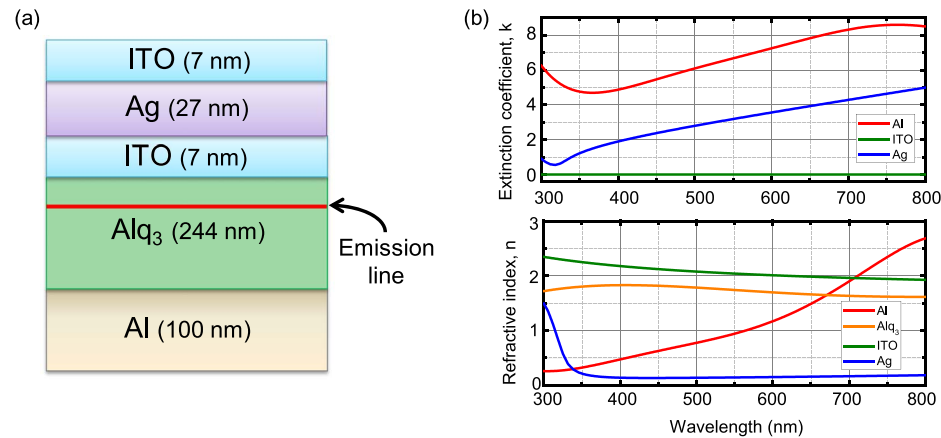 (a)
ITO (7 nm)
Ag (27 nm)
ITO (7 nm)
Alq₃ (244 nm)
Al (100 nm)
Emission
line
(b)
Extinction coefficient, k
8
6
4
2
0
300 400 500 600 700 800
Al
ITO
Ag
Refractive index, n
3
2
1
0
300 400 500 600 700 800
Al
Alq₃
ITO
Ag
Wavelength (nm)